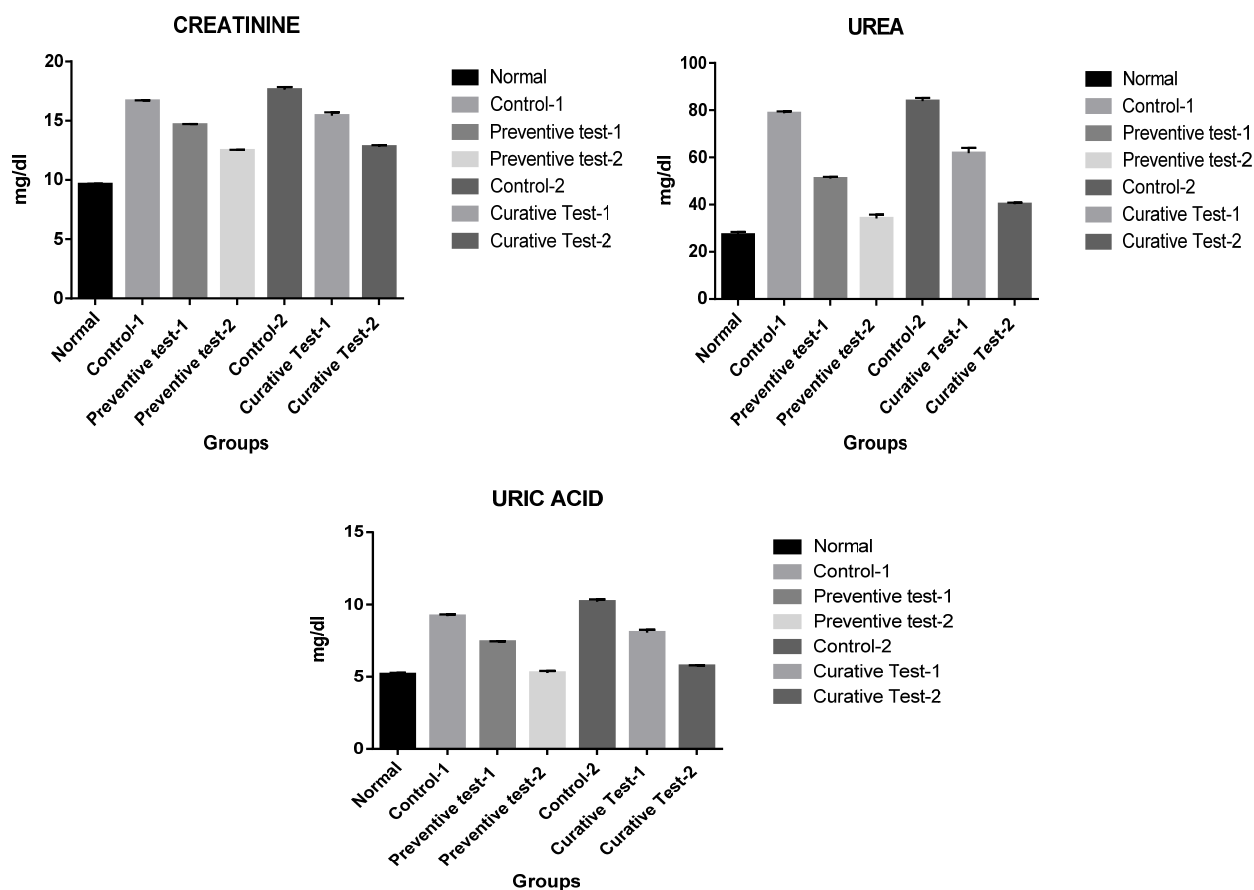 CREATININE
mg/dl
20
15
10
5
0
Normal
Control-1
Preventive test-1
Preventive test-2
Control-2
Curative Test-1
Curative Test-2
Groups
Normal
Control-1
Preventive test-1
Preventive test-2
Control-2
Curative Test-1
Curative Test-2
UREA
mg/dl
100
80
60
40
20
0
Normal
Control-1
Preventive test-1
Preventive test-2
Control-2
Curative Test-1
Curative Test-2
Groups
Normal
Control-1
Preventive test-1
Preventive test-2
Control-2
Curative Test-1
Curative Test-2
URIC ACID
mg/dl
15
10
5
0
Normal
Control-1
Preventive test-1
Preventive test-2
Control-2
Curative Test-1
Curative Test-2
Groups
Normal
Control-1
Preventive test-1
Preventive test-2
Control-2
Curative Test-1
Curative Test-2